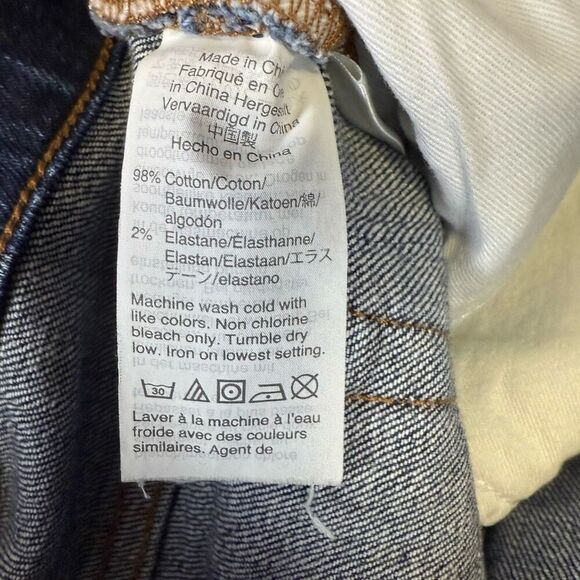 Made in
Fabriqué en
in China Hergestellt
Vervaardigd in China
中国製
Hecho en China
98% Cotton/Coton/
Baumwolle/Katoen/綿/
algodón
2% Elastane/Élasthanne/
Elastan/Elastaan/エラス
テーン/elastano
Machine wash cold with
like colors. Non chlorine
bleach only. Tumble dry
low. Iron on lowest setting.
30
Laver à la machine à l'eau
froide avec des couleurs
similaires. Agent de